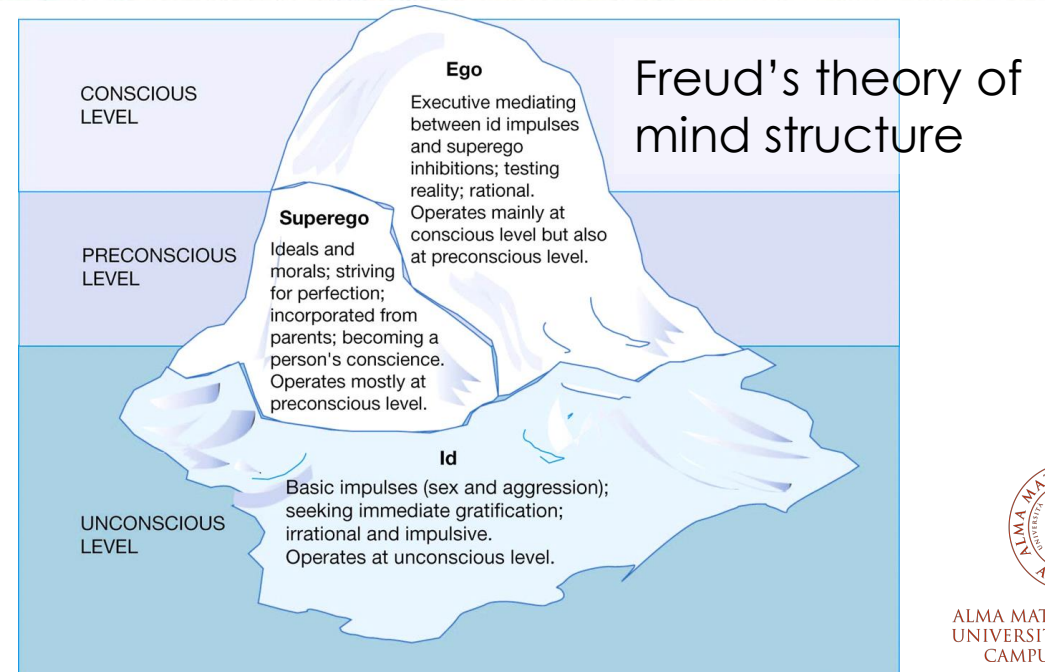 Freud’s theory of
mind structure
CONSCIOUS
LEVEL
Ego
Executive mediating
between id impulses
and superego
inhibitions; testing
reality; rational.
Operates mainly at
conscious level but also
at preconscious level.
PRECONSCIOUS
LEVEL
Superego
Ideals and
morals; striving
for perfection;
incorporated from
parents; becoming a
person's conscience.
Operates mostly at
preconscious level.
UNCONSCIOUS
LEVEL
Id
Basic impulses (sex and aggression);
seeking immediate gratification;
irrational and impulsive.
Operates at unconscious level.
ALMA